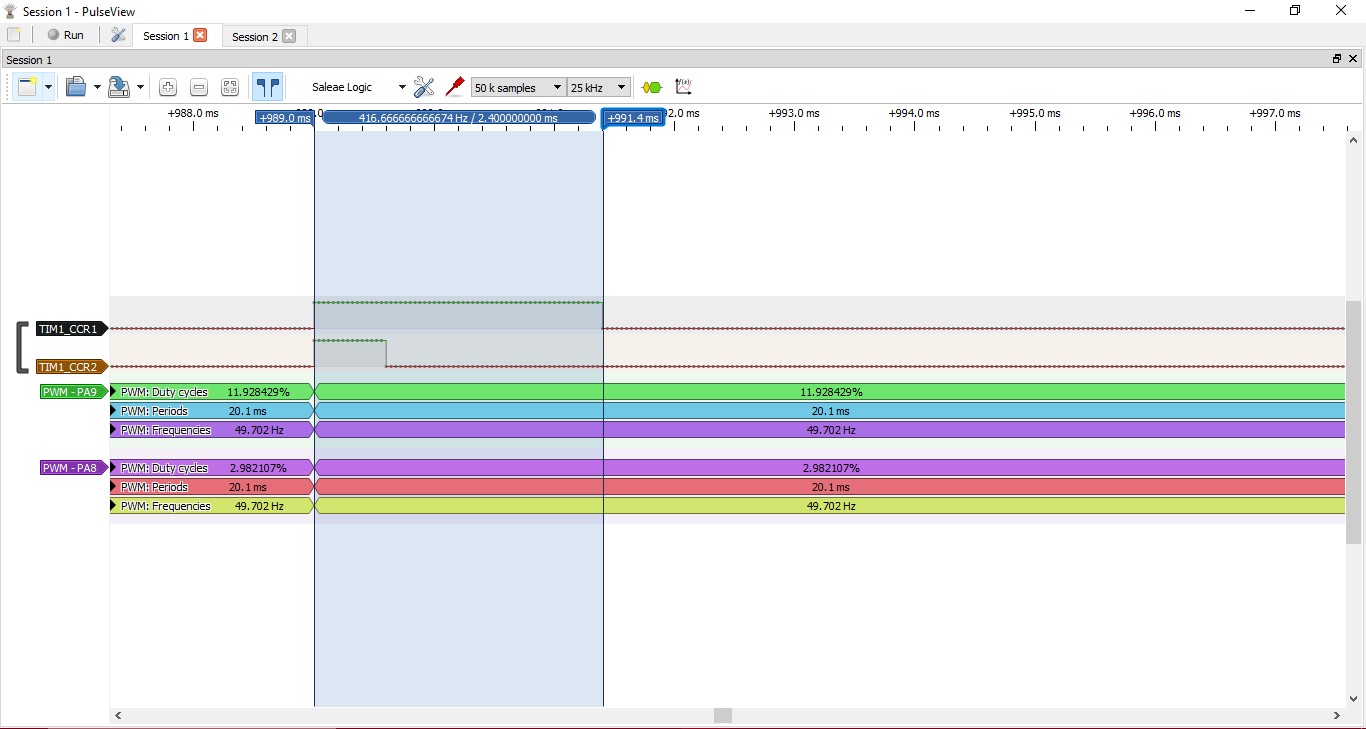 Session 1 - PulseView
Run
Session 1
Session 2
Session 1
Saleae Logic
50 k samples
25 kHz
+988.0 ms
+989.0 ms
416.666666666674 Hz / 2.400000000 ms
+991.4 ms
2.0 ms
+993.0 ms
+994.0 ms
+995.0 ms
+996.0 ms
+997.0 ms
TIM1_CCR1
TIM1_CCR2
PWM - PA9
PWM: Duty cycles
11.928429%
11.928429%
PWM: Periods
20.1 ms
20.1 ms
PWM: Frequencies
49.702 Hz
49.702 Hz
PWM - PA8
PWM: Duty cycles
2.982107%
2.982107%
PWM: Periods
20.1 ms
20.1 ms
PWM: Frequencies
49.702 Hz
49.702 Hz